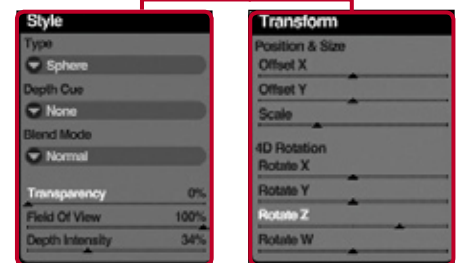 Style
Type
Sphere
Depth Cue
None
Blend Mode
Normal
Transparency 0%
Field Of View 100%
Depth Intensity 34%
Transform
Position & Size
Offset X
Offset Y
Scale
4D Rotation
Rotate X
Rotate Y
Rotate Z
Rotate W